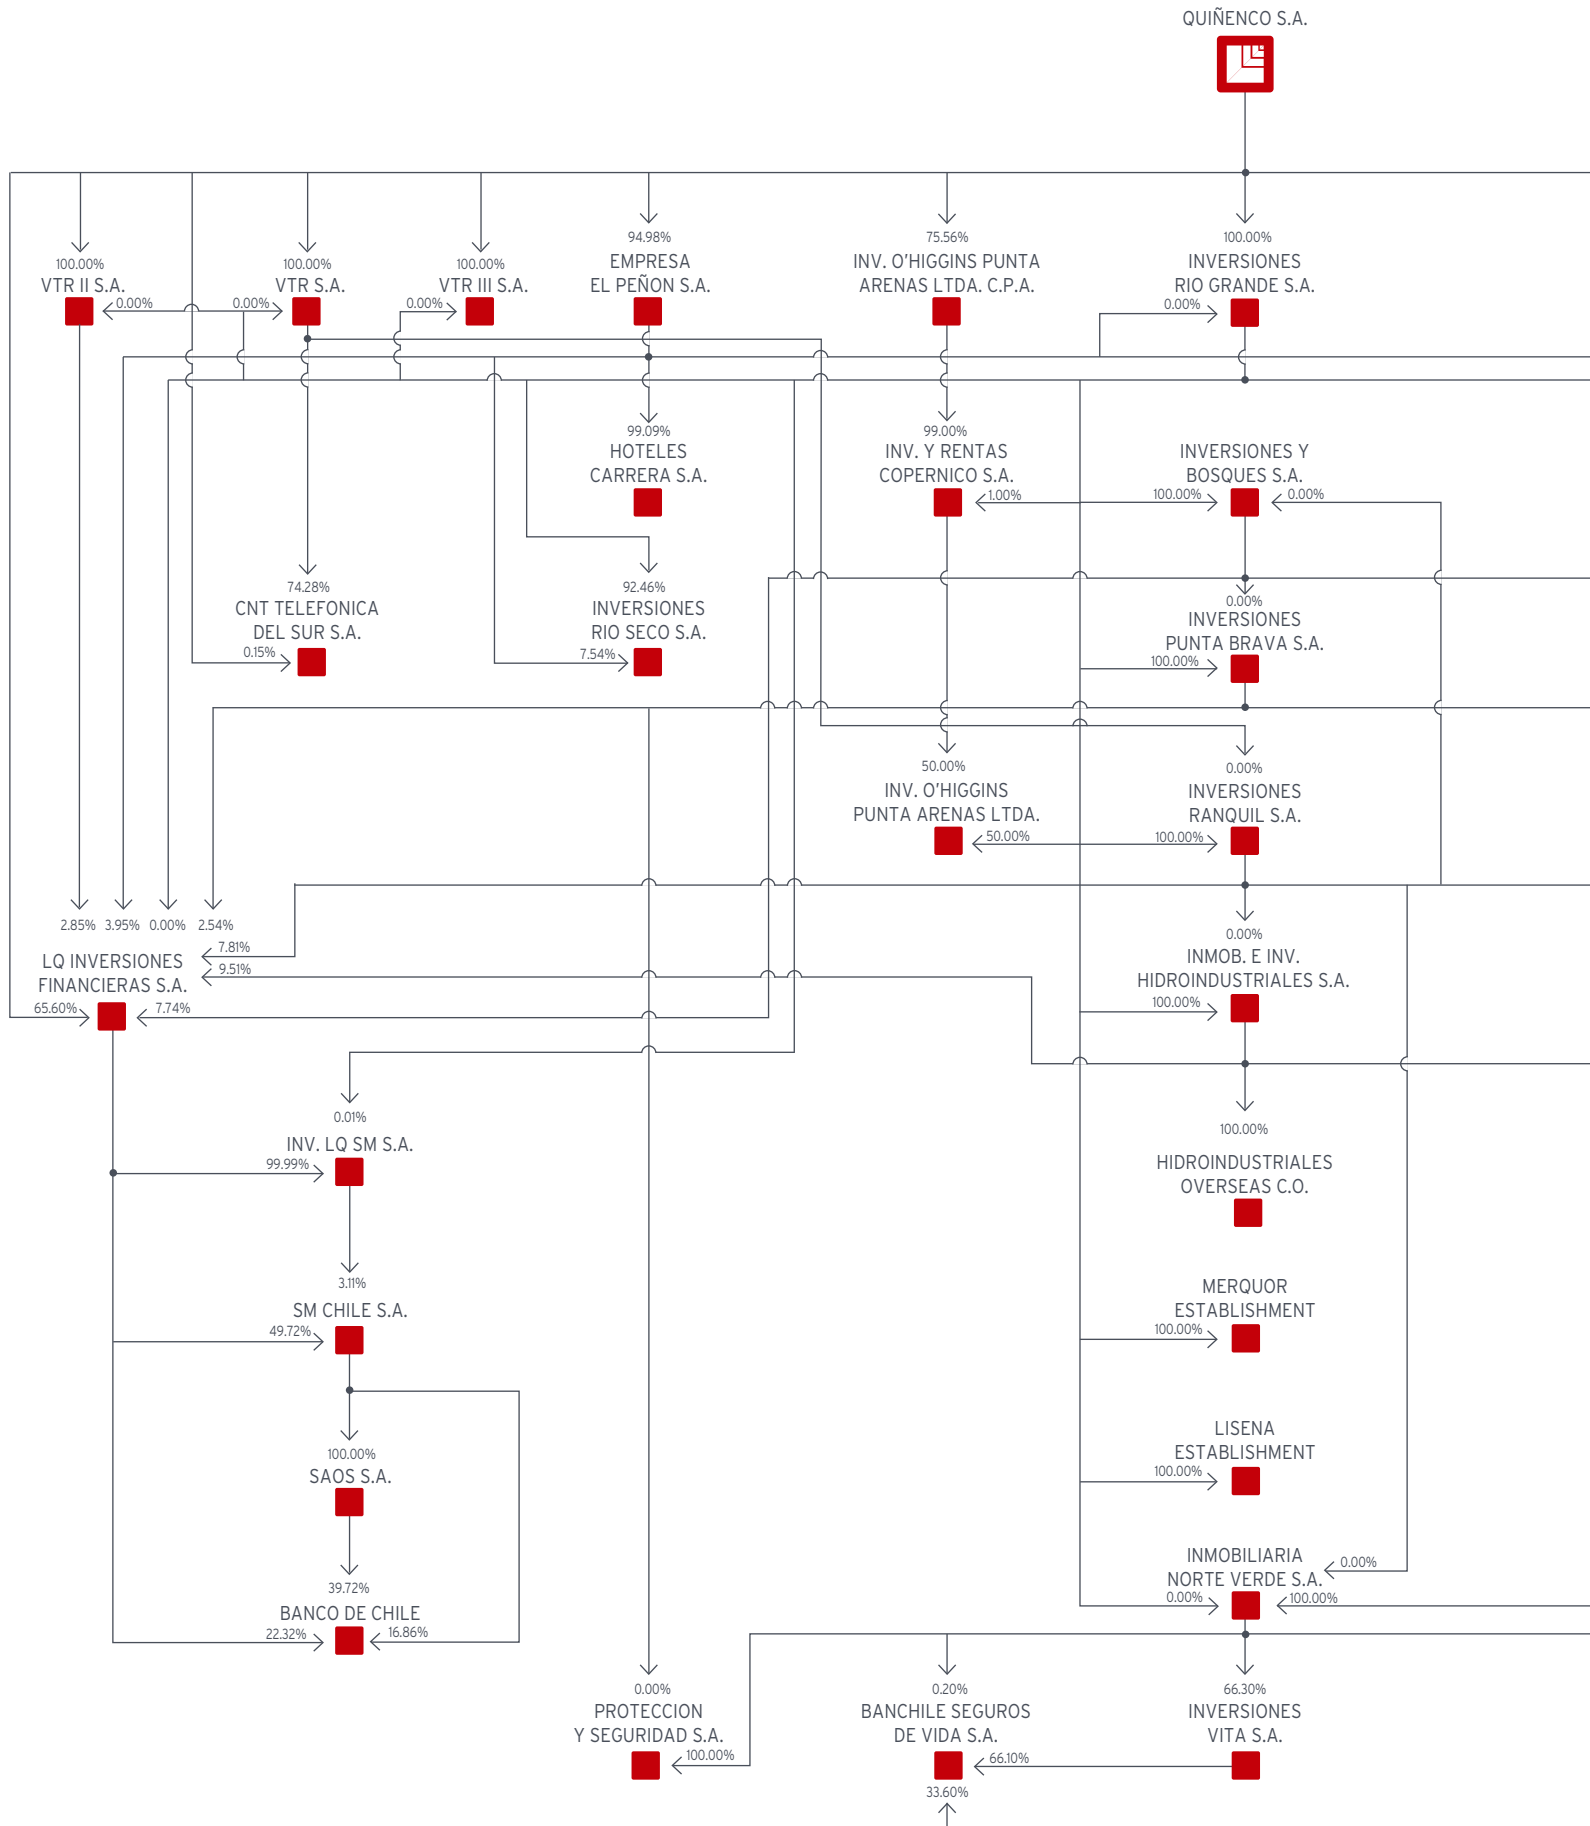 QUIÑENCO S.A.
94.98%
75.56%
100.00%
EMPRESA
EL PEÑON S.A.
INV. O'HIGGINS PUNTA
ARENAS LTDA. C.P.A.
INVERSIONES
RIO GRANDE S.A.
100.00%
VTR II S.A.
100.00%
VTR S.A.
100.00%
VTR III S.A.
0.00%
0.00%
0.00%
0.00%
99.09%
HOTELES
CARRERA S.A.
99.00%
INV. Y RENTAS
COPERNICO S.A.
1.00%
INVERSIONES Y
BOSQUES S.A.
100.00%
0.00%
74.28%
CNT TELEFONICA
DEL SUR S.A.
0.15%
92.46%
INVERSIONES
RIO SECO S.A.
7.54%
0.00%
INVERSIONES
PUNTA BRAVA S.A.
100.00%
50.00%
INV. O'HIGGINS
PUNTA ARENAS LTDA.
50.00%
0.00%
INVERSIONES
RANQUIL S.A.
100.00%
2.85%
3.95%
0.00%
2.54%
7.81%
9.51%
LQ INVERSIONES
FINANCIERAS S.A.
65.60%
7.74%
0.00%
INMOB. E INV.
HIDROINDUSTRIALES S.A.
100.00%
0.01%
INV. LQ SM S.A.
99.99%
100.00%
HIDROINDUSTRIALES
OVERSEAS C.O.
3.11%
SM CHILE S.A.
49.72%
MERQUOR
ESTABLISHMENT
100.00%
100.00%
SAOS S.A.
LISENA
ESTABLISHMENT
100.00%
39.72%
BANCO DE CHILE
22.32%
16.86%
INMOBILIARIA
NORTE VERDE S.A.
0.00%
0.00%
100.00%
0.00%
PROTECCION
Y SEGURIDAD S.A.
100.00%
0.20%
BANCHILE SEGUROS
DE VIDA S.A.
66.10%
33.60%
66.30%
INVERSIONES
VITA S.A.